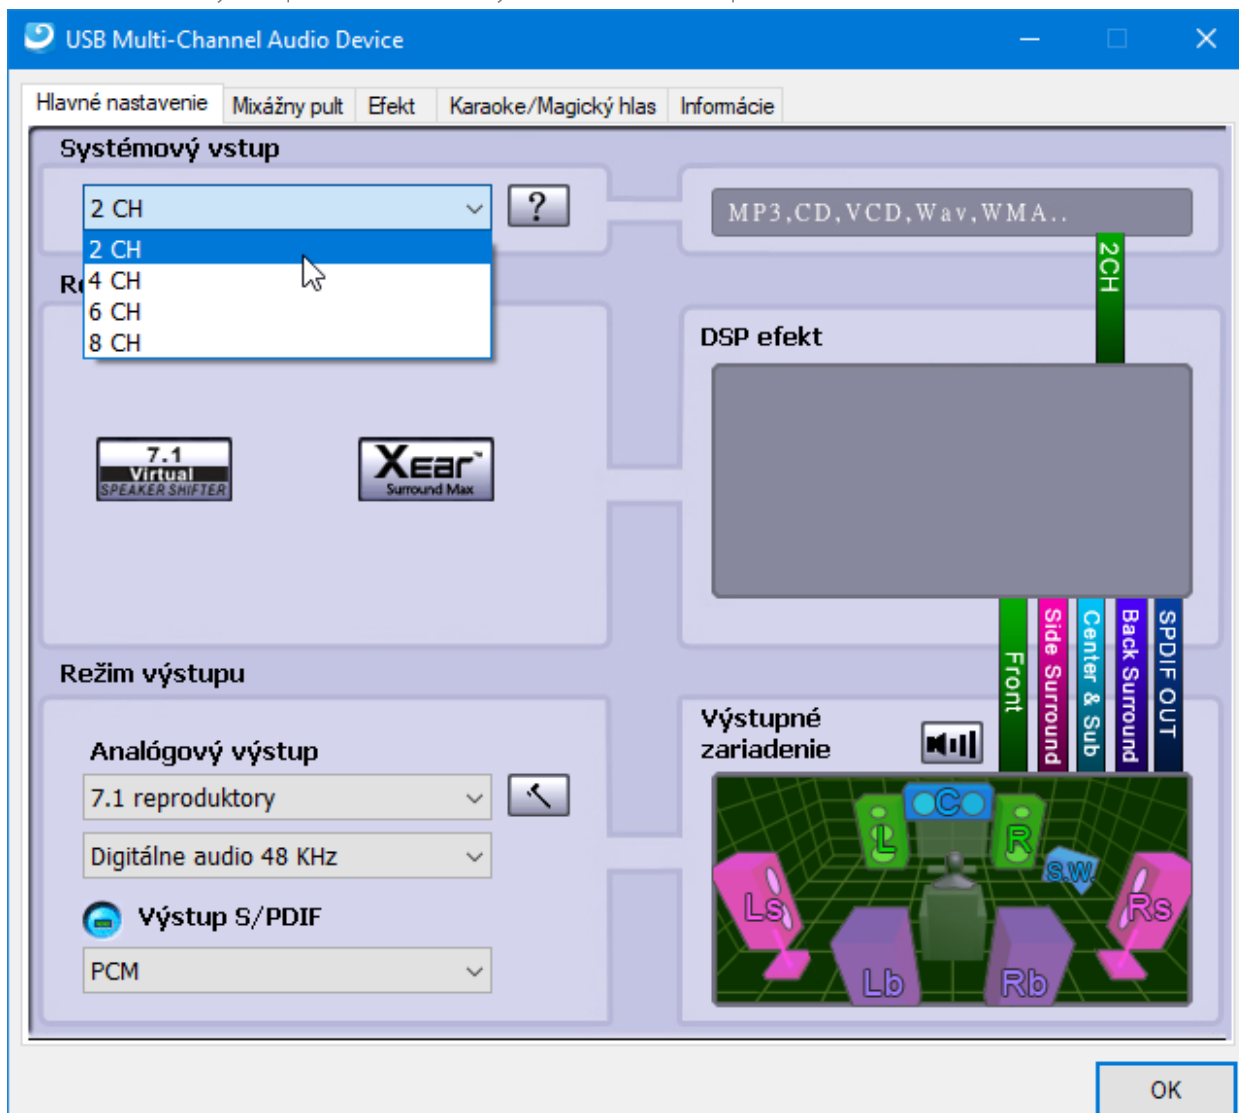 USB Multi-Channel Audio Device
Hlavné nastavenie Mixážny pult Efekt Karaoke/Magický hlas Informácie
Systémový vstup
2 CH
?
MP3,CD,VCD,Wav,WMA..
2 CH
4 CH
6 CH
8 CH
2CH
DSP efekt
7.1
Virtual
SPEAKER SHIFTER
Xear™
Surround Max
Front
Side Surround
Center & Sub
Back Surround
SPDIF OUT
Režim výstupu
Analógový výstup
7.1 reproduktory
Digitálne audio 48 KHz
Výstup S/PDIF
PCM
Výstupné
zariadenie
C
L
R
S.W.
Ls
Rs
Lb
Rb
OK